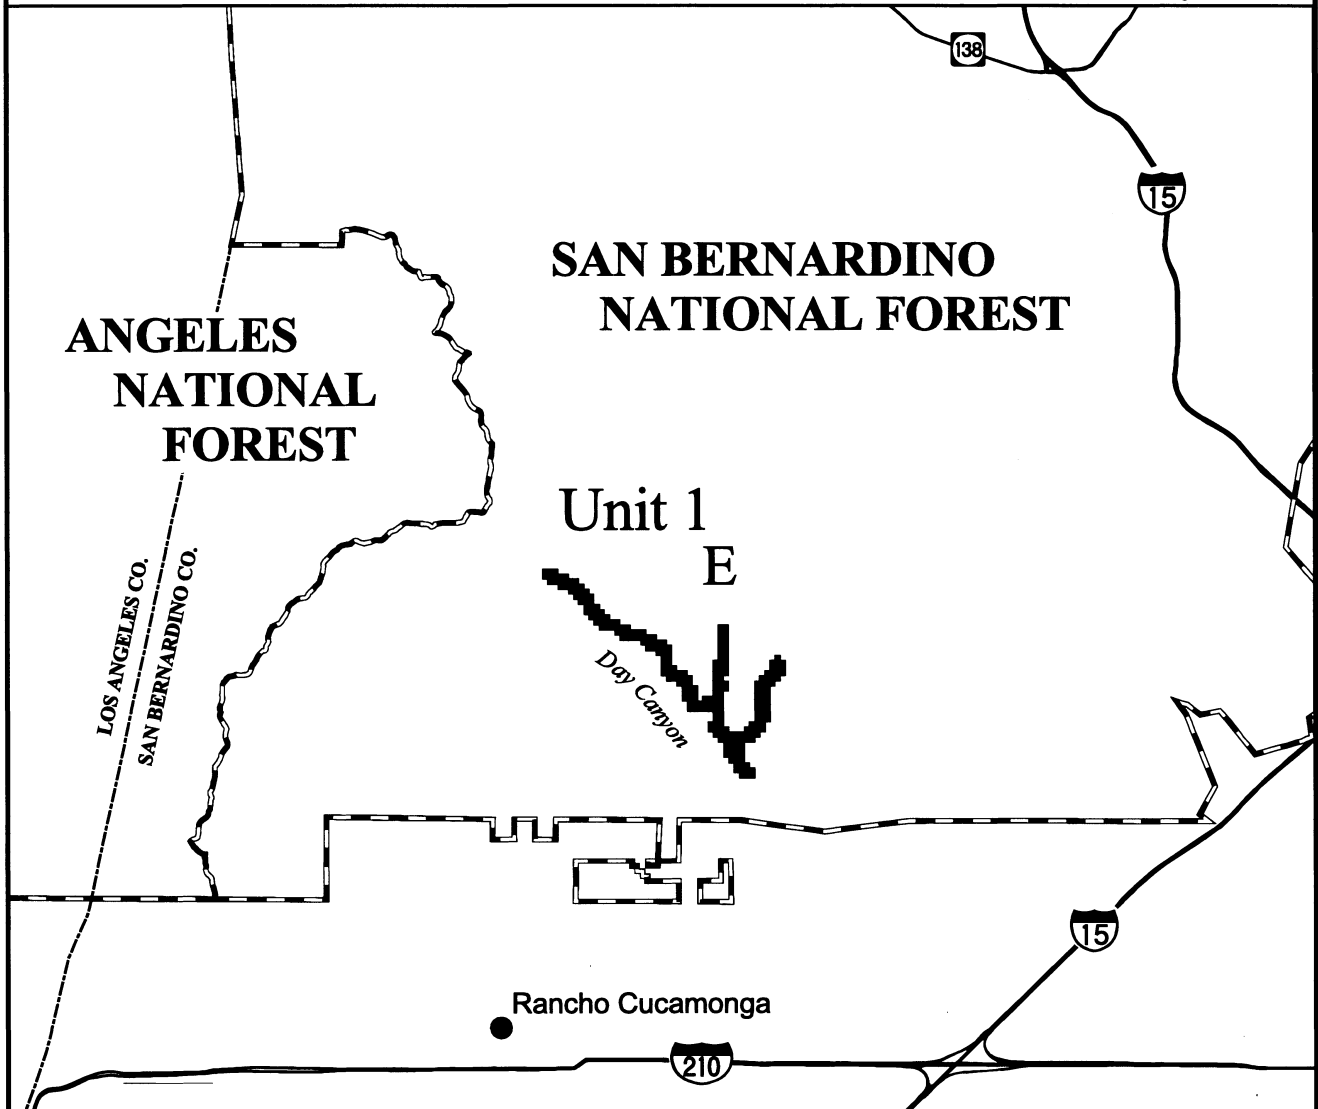 138
15
SAN BERNARDINO
NATIONAL FOREST
ANGELES
NATIONAL
FOREST
Unit 1
E
LOS ANGELES CO.
SAN BERNARDINO CO.
Day Canyon
15
Rancho Cucamonga
210